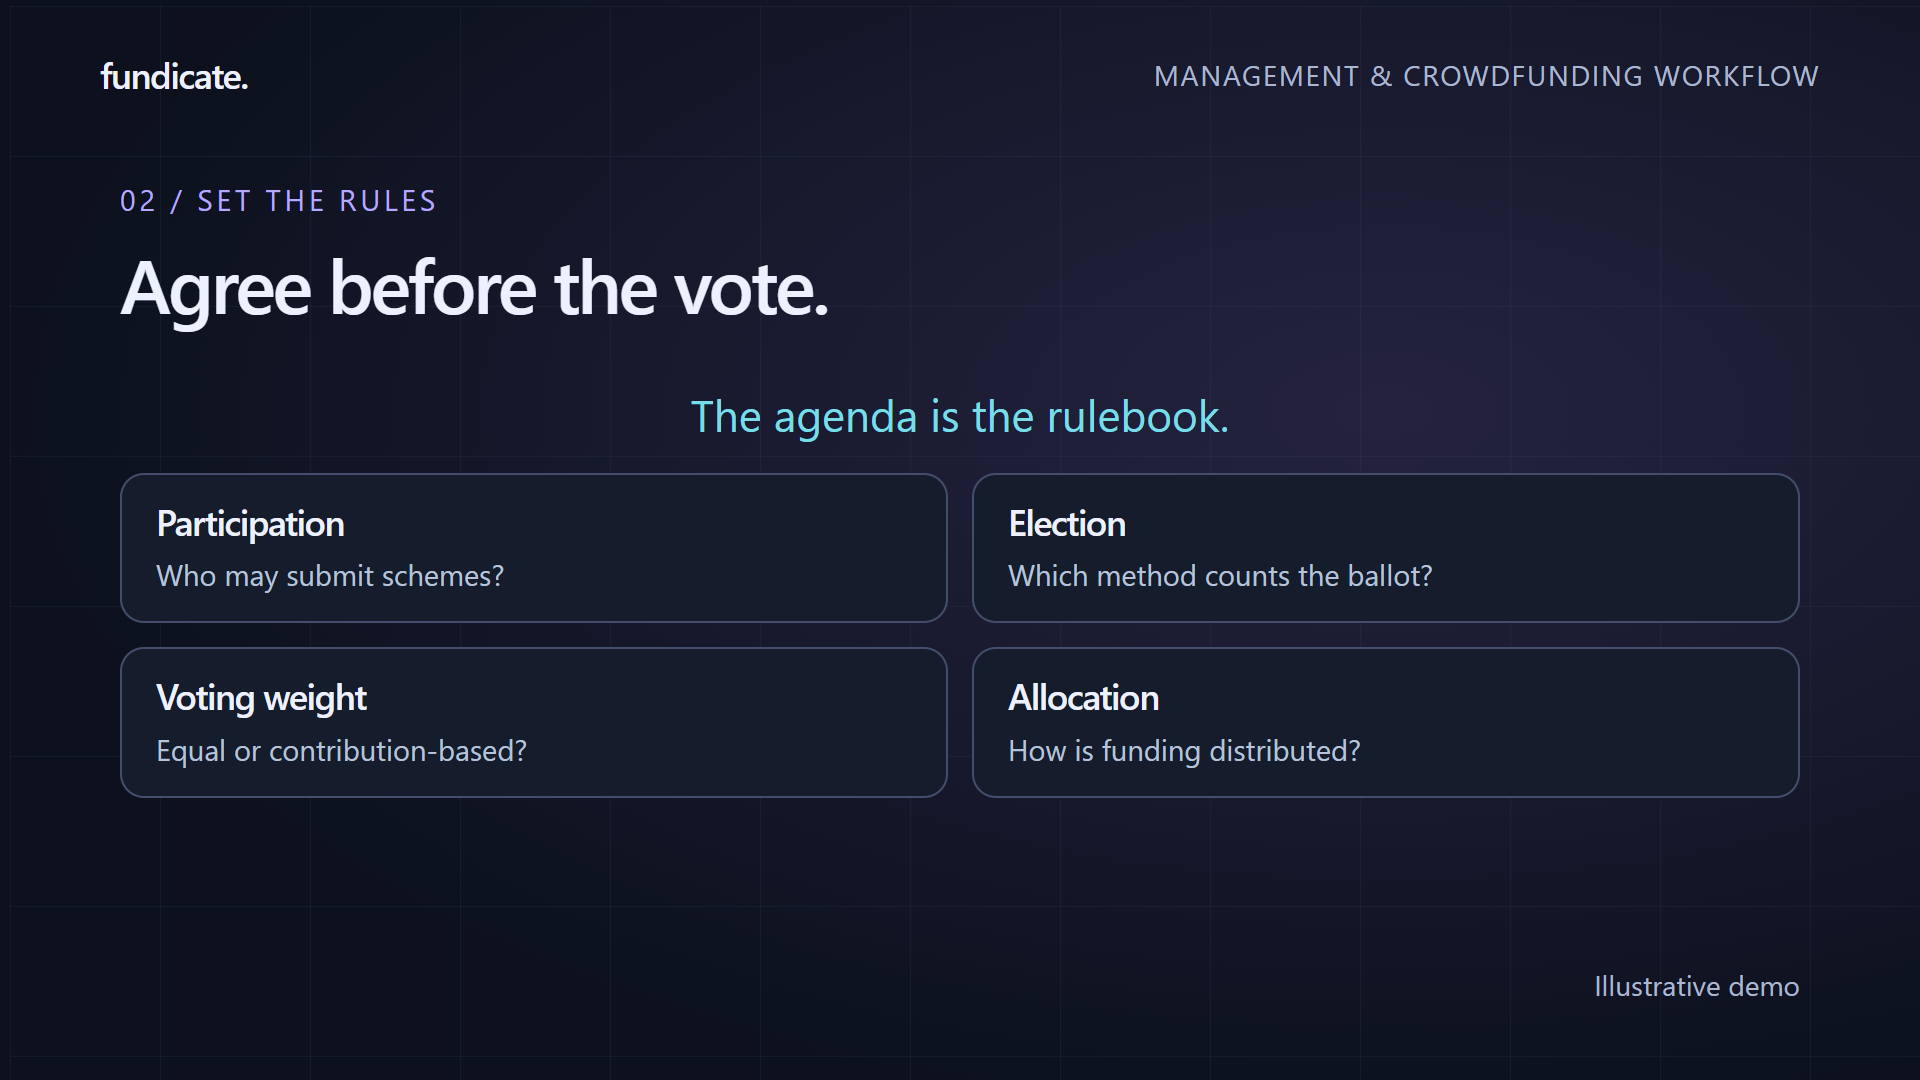 fundicate.
MANAGEMENT & CROWDFUNDING WORKFLOW
02 / SET THE RULES
Agree before the vote.
The agenda is the rulebook.
Participation
Who may submit schemes?
Election
Which method counts the ballot?
Voting weight
Equal or contribution-based?
Allocation
How is funding distributed?
Illustrative demo